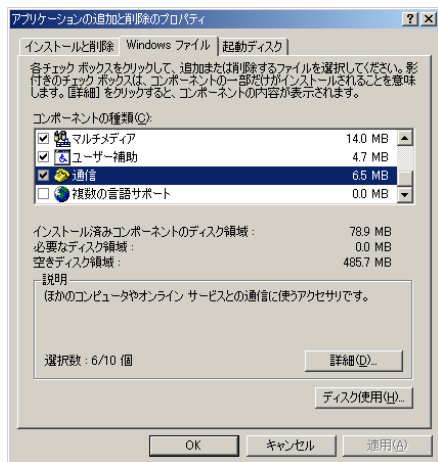 アプリケーションの追加と削除のプロパティ
インストールと削除 Windows ファイル 起動ディスク
各チェック ボックスをクリックして、追加または削除するファイルを選択してください。影
付きのチェック ボックスは、コンポーネントの一部だけがインストールされることを意味
します。[詳細] をクリックすると、コンポーネントの内容が表示されます。
コンポーネントの種類(C):
マルチメディア 14.0 MB
ユーザー補助 4.7 MB
通信 6.5 MB
複数の言語サポート 0.0 MB
インストール済みコンポーネントのディスク領域 : 78.9 MB
必要なディスク領域 : 0.0 MB
空きディスク領域 : 485.7 MB
説明
ほかのコンピュータやオンライン サービスとの通信に使うアクセサリです。
選択数 : 6/10 個
詳細(D)...
ディスク使用(H)...
OK キャンセル 適用(A)